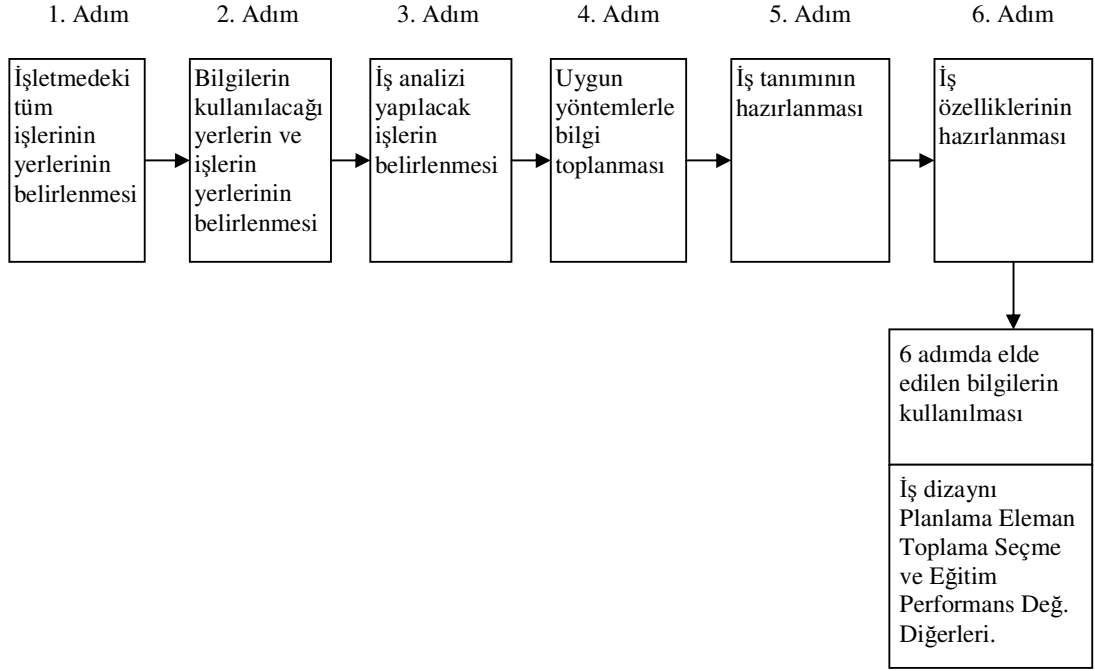 1. Adım
2. Adım
3. Adım
4. Adım
5. Adım
6. Adım
İşletmedeki
tüm
işlerinin
yerlerinin
belirlenmesi
Bilgilerin
kullanılacağı
yerlerin ve
işlerin
yerlerinin
belirlenmesi
İş analizi
yapılacak
işlerin
belirlenmesi
Uygun
yöntemlerle
bilgi
toplanması
İş tanımının
hazırlanması
İş
özelliklerinin
hazırlanması
6 adımda elde
edilen bilgilerin
kullanılması
İş dizaynı
Planlama Eleman
Toplama Seçme
ve Eğitim
Performans Değ.
Diğerleri.